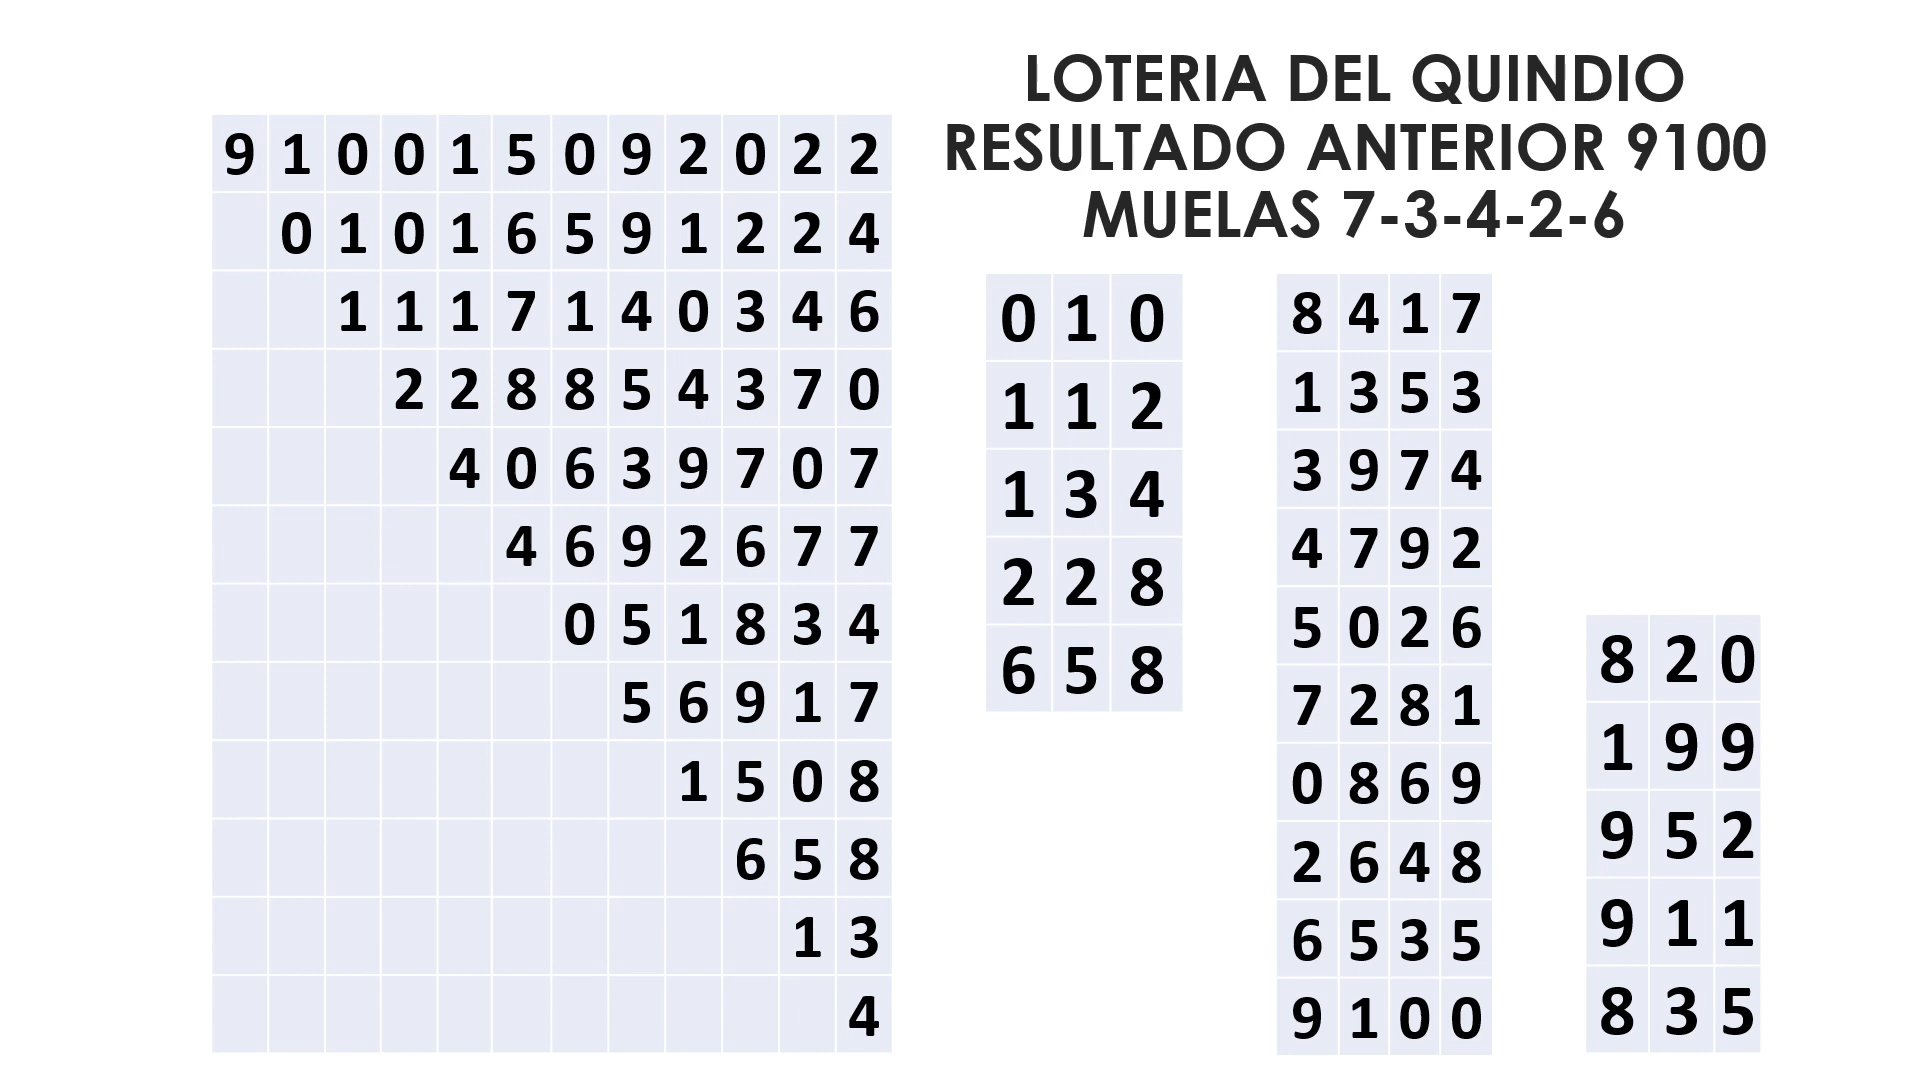 LOTERIA DEL QUINDIO
RESULTADO ANTERIOR 9100
MUELAS 7-3-4-2-6
9 1 0 0 1 5 0 9 2 0 2 2
0 1 0 1 6 5 9 1 2 2 4
1 1 1 7 1 4 0 3 4 6
2 2 8 8 5 4 3 7 0
4 0 6 3 9 7 0 7
4 6 9 2 6 7 7
0 5 1 8 3 4
5 6 9 1 7
1 5 0 8
6 5 8
1 3
4
0 1 0
1 1 2
1 3 4
2 2 8
6 5 8
8 4 1 7
1 3 5 3
3 9 7 4
4 7 9 2
5 0 2 6
7 2 8 1
0 8 6 9
2 6 4 8
6 5 3 5
9 1 0 0
8 2 0
1 9 9
9 5 2
9 1 1
8 3 5